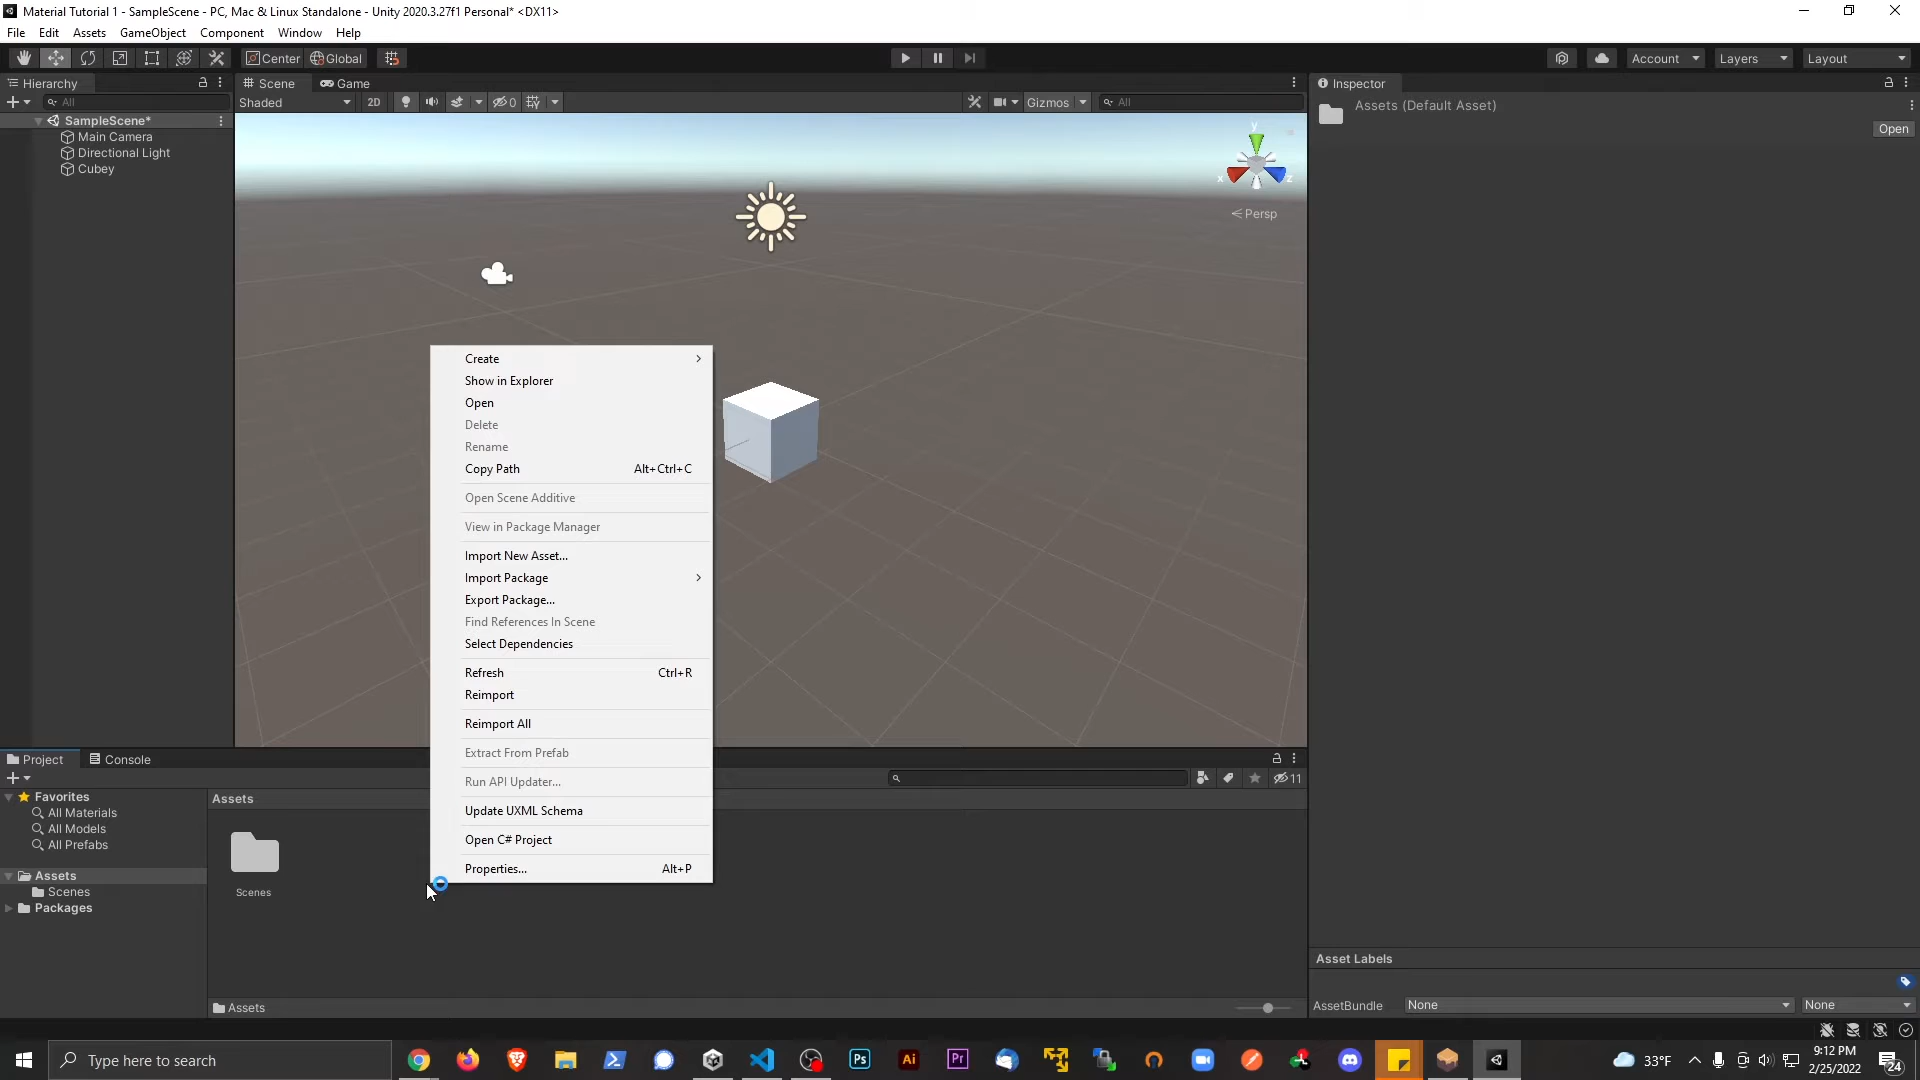 Material Tutorial 1 - SampleScene - PC, Mac & Linux Standalone - Unity 2020.3.27f1 Personal* <DX11>
File Edit Assets GameObject Component Window Help
Center Global Account Layers Layout
Hierarchy Scene Game Inspector
All Shaded 2D 0 Gizmos All
Assets (Default Asset)
Open
SampleScene*
Main Camera
Directional Light
Cubey
y
x z
Persp
Create
Show in Explorer
Open
Delete
Rename
Copy Path Alt+Ctrl+C
Open Scene Additive
View in Package Manager
Import New Asset...
Import Package
Export Package...
Find References In Scene
Select Dependencies
Refresh Ctrl+R
Reimport
Reimport All
Extract From Prefab
Run API Updater...
Update UXML Schema
Open C# Project
Properties... Alt+P
Project Console
11
Favorites
All Materials
All Models
All Prefabs
Assets
Scenes
Packages
Assets
Scenes
Assets
Asset Labels
AssetBundle None None
Type here to search
Ps Ai Pr
33°F
9:12 PM
2/25/2022
24